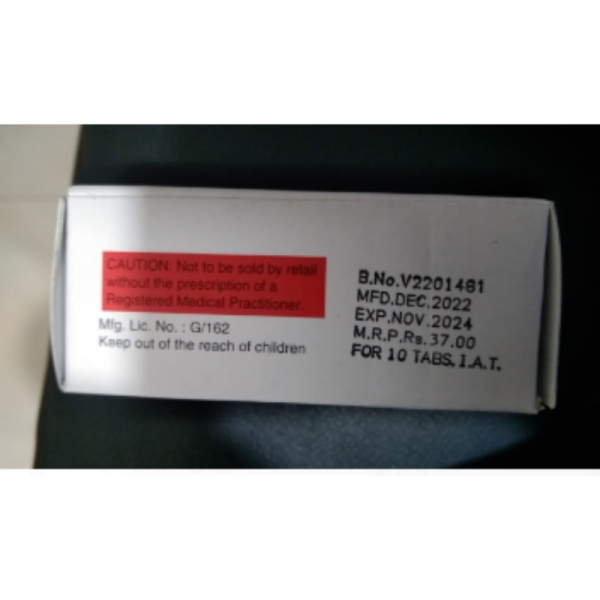 CAUTION: Not to be sold by retail
without the prescription of a
Registered Medical Practitioner.
Mfg. Lic. No. : G/162
Keep out of the reach of children
B.No.V2201481
MFD.DEC.2022
EXP.NOV.2024
M.R.P.Rs.37.00
FOR 10 TABS.I.A.T.